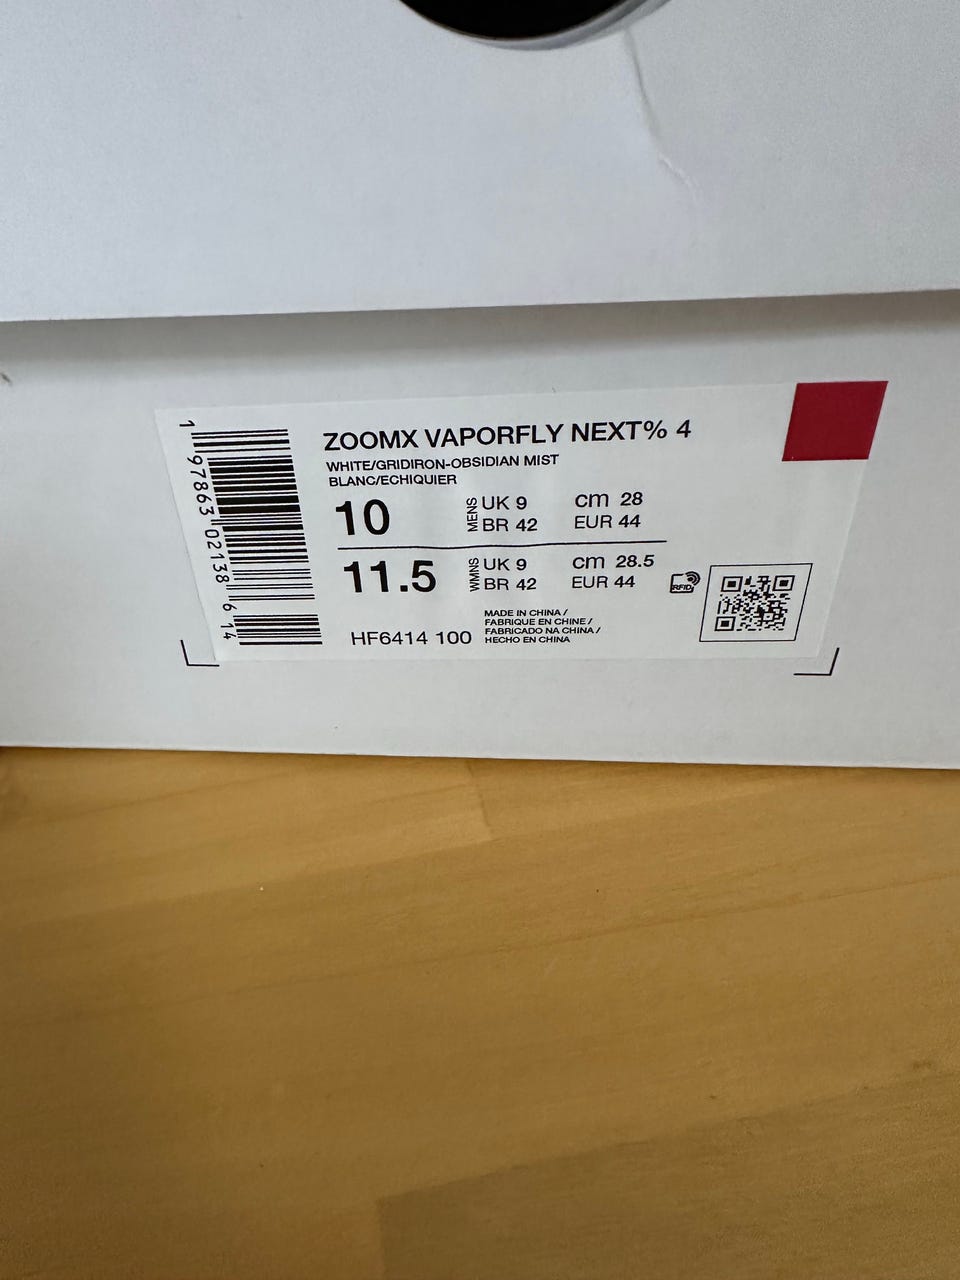 ZOOMX VAPORFLY NEXT% 4
WHITE/GRIDIRON-OBSIDIAN MIST
BLANC/ECHIQUIER
10 MENS UK 9 cm 28
BR 42 EUR 44
11.5 WMNS UK 9 cm 28.5
BR 42 EUR 44
RFID
HF6414 100
MADE IN CHINA /
FABRIQUE EN CHINE /
FABRICADO NA CHINA /
HECHO EN CHINA
1 97863 02138 6 14